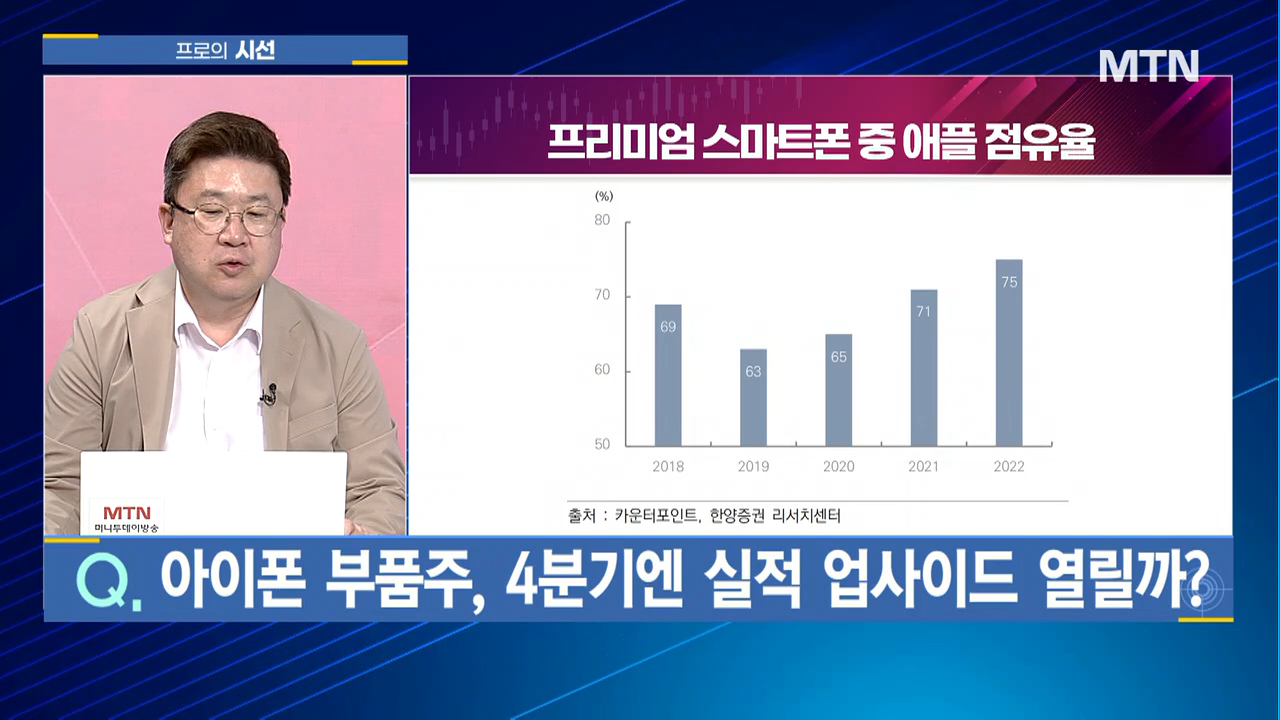 프로의 시선
MTN
프리미엄 스마트폰 중 애플 점유율
(%)
80
70
60
50
69
63
65
71
75
2018 2019 2020 2021 2022
출처 : 카운터포인트, 한양증권 리서치센터
MTN
머니투데이방송
Q. 아이폰 부품주, 4분기엔 실적 업사이드 열릴까?